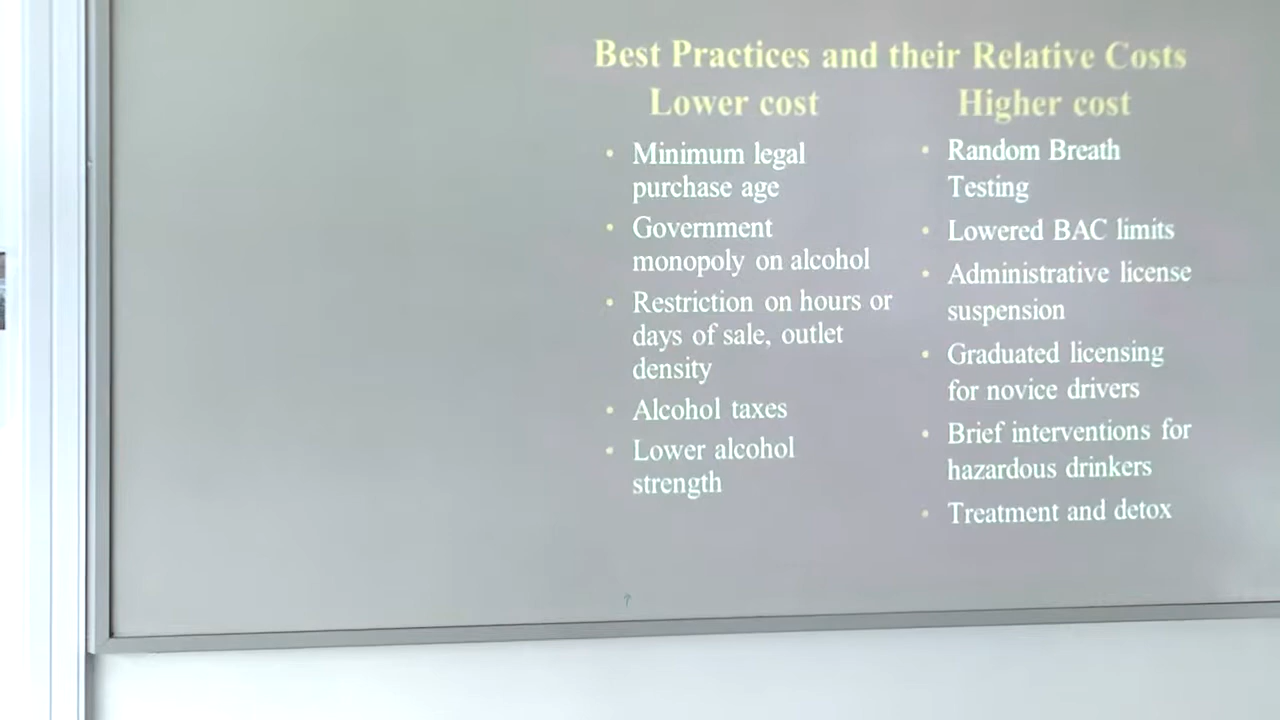 Best Practices and their Relative Costs
Lower cost
• Minimum legal
purchase age
• Government
monopoly on alcohol
• Restriction on hours or
days of sale, outlet
density
• Alcohol taxes
• Lower alcohol
strength
Higher cost
• Random Breath
Testing
• Lowered BAC limits
• Administrative license
suspension
• Graduated licensing
for novice drivers
• Brief interventions for
hazardous drinkers
• Treatment and detox